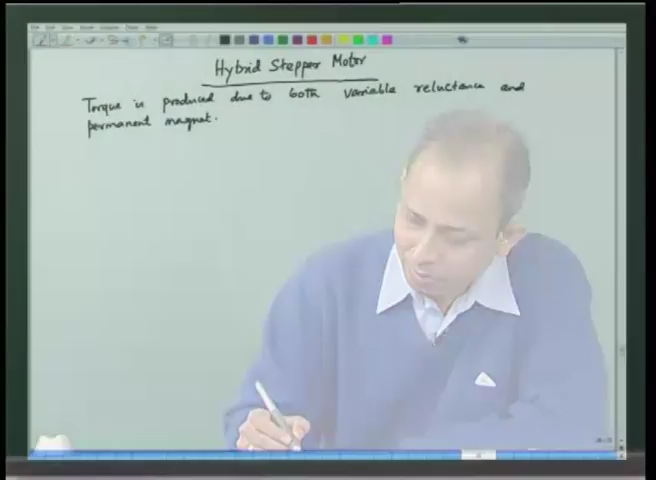 Hybrid Stepper Motor
Torque is produced due to both variable reluctance and
permanent magnet.